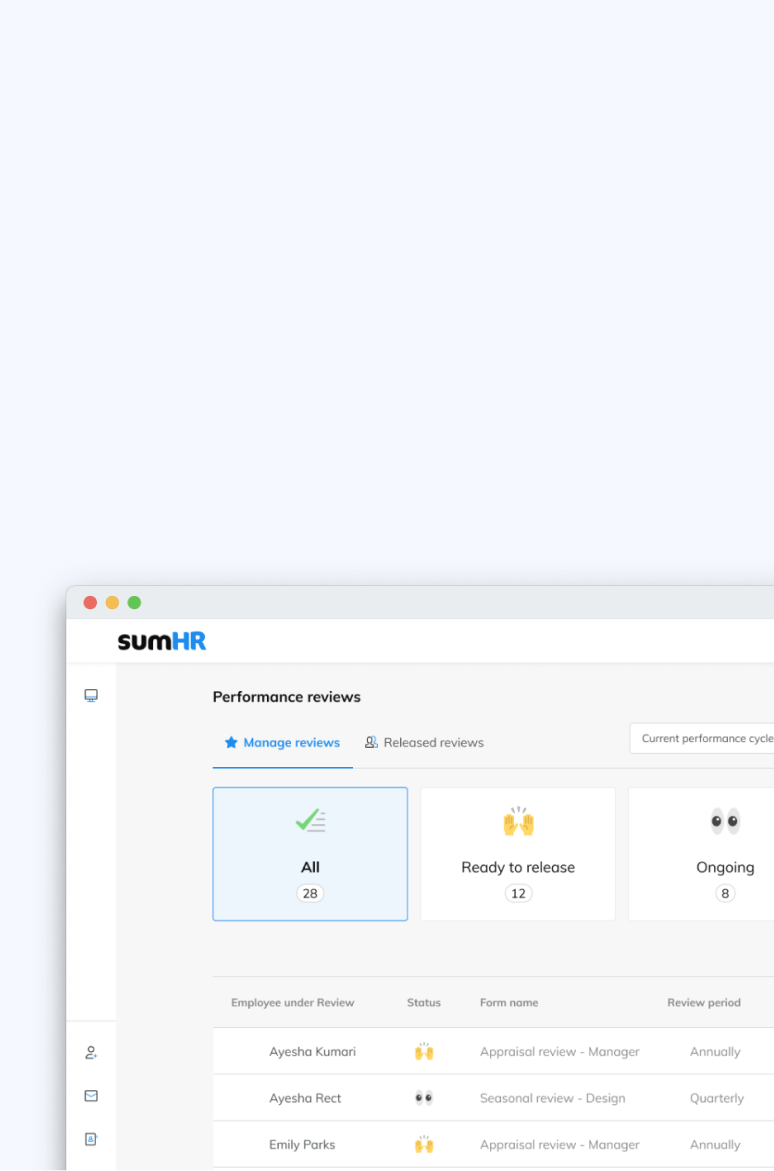 sumHR
Performance reviews
Manage reviews
Released reviews
Current performance cycle
All
28
Ready to release
12
Ongoing
8
Employee under Review Status Form name Review period
Ayesha Kumari Appraisal review - Manager Annually
Ayesha Rect Seasonal review - Design Quarterly
Emily Parks Appraisal review - Manager Annually